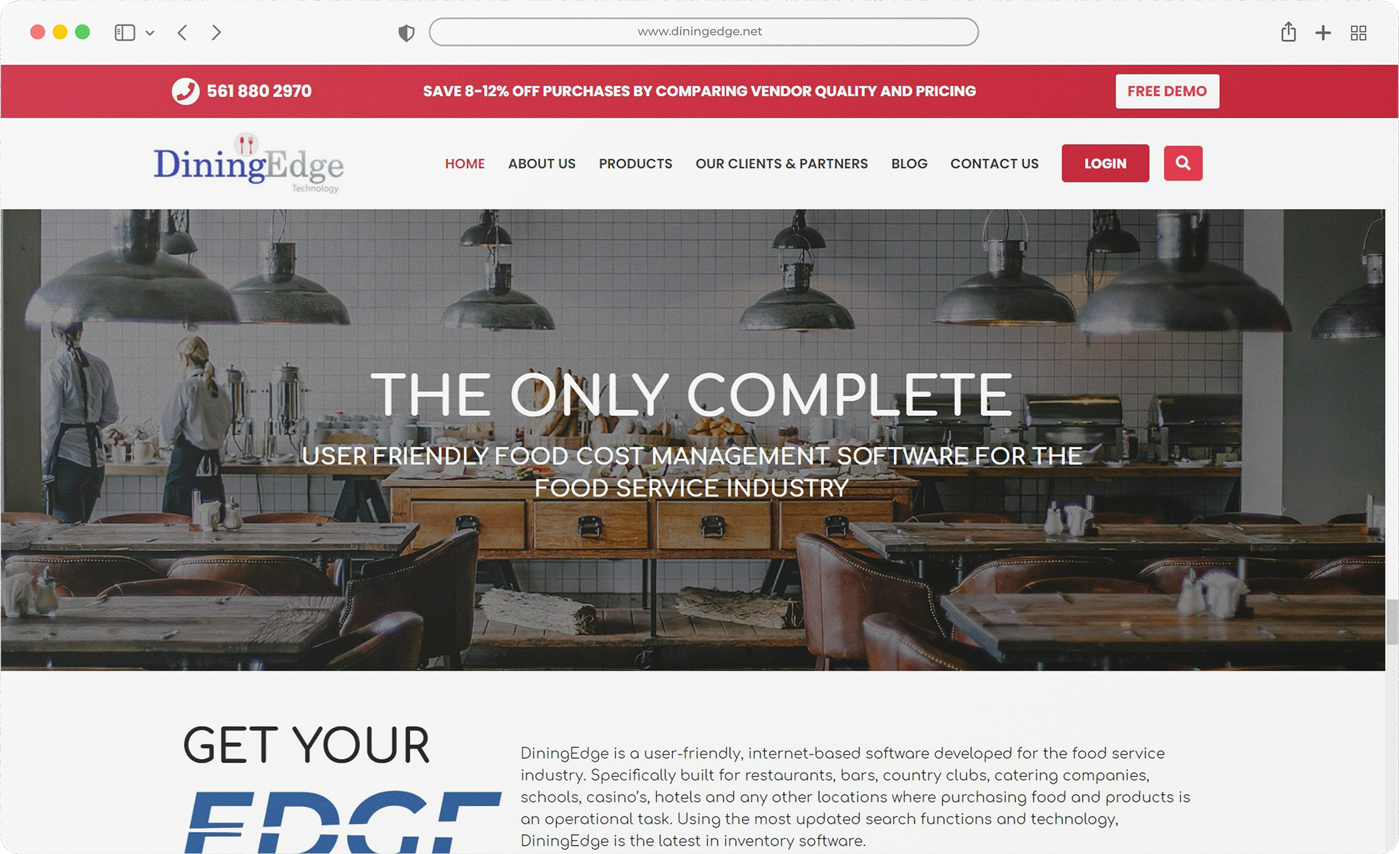 www.diningedge.net
561 880 2970
SAVE 8-12% OFF PURCHASES BY COMPARING VENDOR QUALITY AND PRICING
FREE DEMO
DiningEdge
Technology
HOME
ABOUT US
PRODUCTS
OUR CLIENTS & PARTNERS
BLOG
CONTACT US
LOGIN
THE ONLY COMPLETE
USER FRIENDLY FOOD COST MANAGEMENT SOFTWARE FOR THE
FOOD SERVICE INDUSTRY
GET YOUR
EDGE
DiningEdge is a user-friendly, internet-based software developed for the food service
industry. Specifically built for restaurants, bars, country clubs, catering companies,
schools, casino's, hotels and any other locations where purchasing food and products is
an operational task. Using the most updated search functions and technology,
DiningEdge is the latest in inventory software.